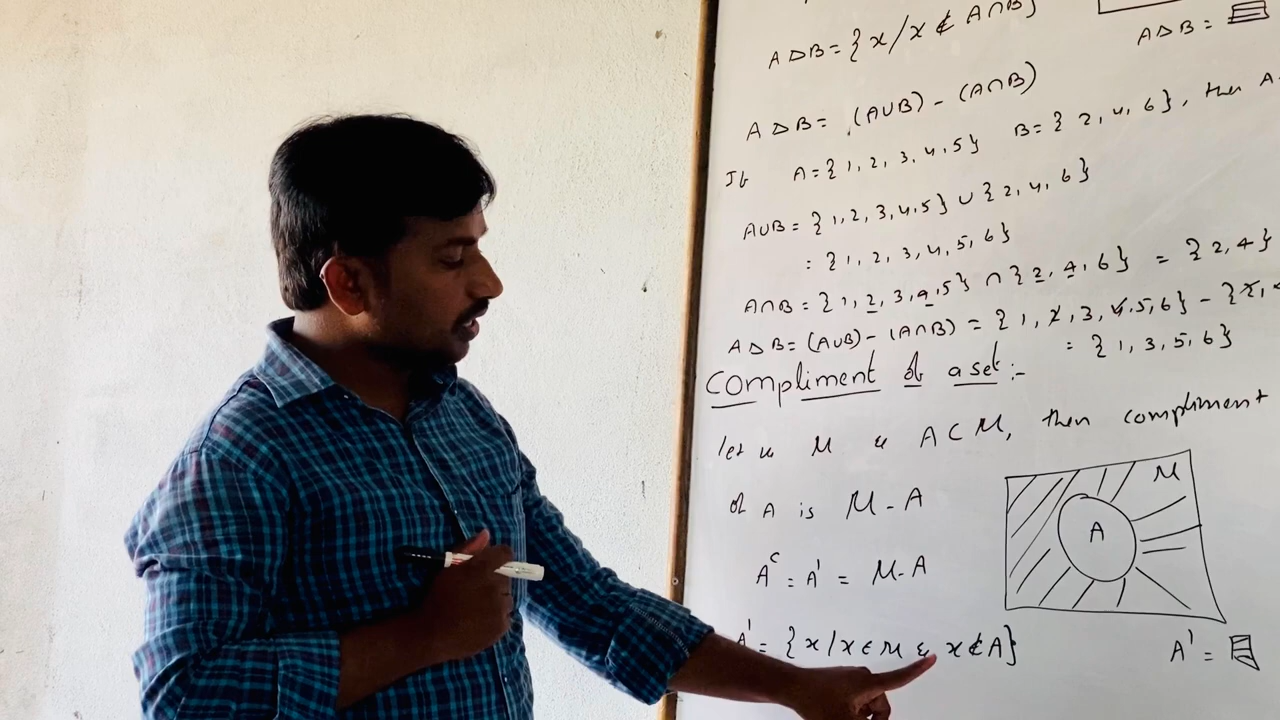 A Δ B = { x / x ∉ A ∩ B }
A Δ B =
A Δ B = (A∪B) - (A∩B)
If A = { 1, 2, 3, 4, 5 } B = { 2, 4, 6 }, then A
A∪B = { 1, 2, 3, 4, 5 } ∪ { 2, 4, 6 }
= { 1, 2, 3, 4, 5, 6 }
A∩B = { 1, 2, 3, 4, 5 } ∩ { 2, 4, 6 } = { 2, 4 }
A Δ B = (A∪B) - (A∩B) = { 1, 2, 3, 4, 5, 6 } - { 2,
= { 1, 3, 5, 6 }
Compliment of a set :-
let μ & A ⊂ μ, then compliment
of A is μ - A
μ
A
Aᶜ = A' = μ - A
A' = { x / x ∈ μ & x ∉ A }
A' =